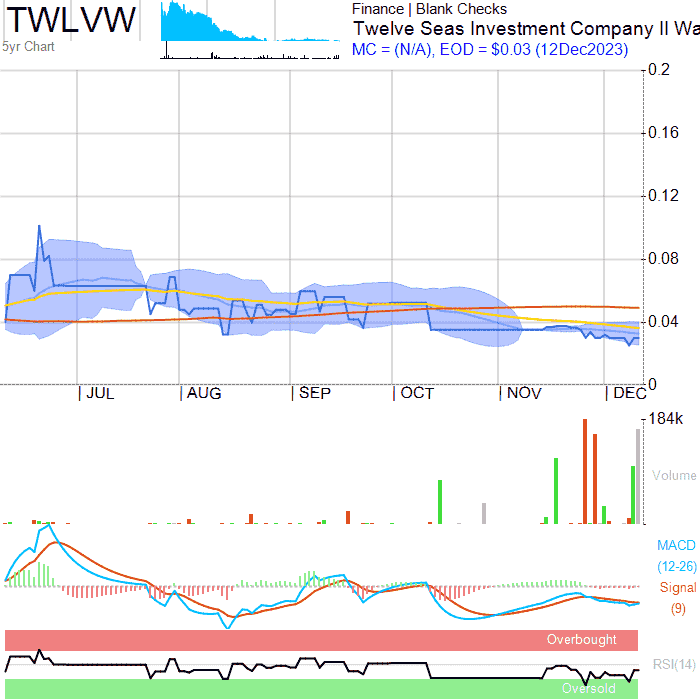 TWLVW
5yr Chart
Finance | Blank Checks
Twelve Seas Investment Company II Wa
MC = (N/A), EOD = $0.03 (12Dec2023)
0.2
0.16
0.12
0.08
0.04
0
| JUL
| AUG
| SEP
| OCT
| NOV
| DEC
184k
Volume
MACD
(12-26)
Signal
(9)
Overbought
RSI(14)
Oversold